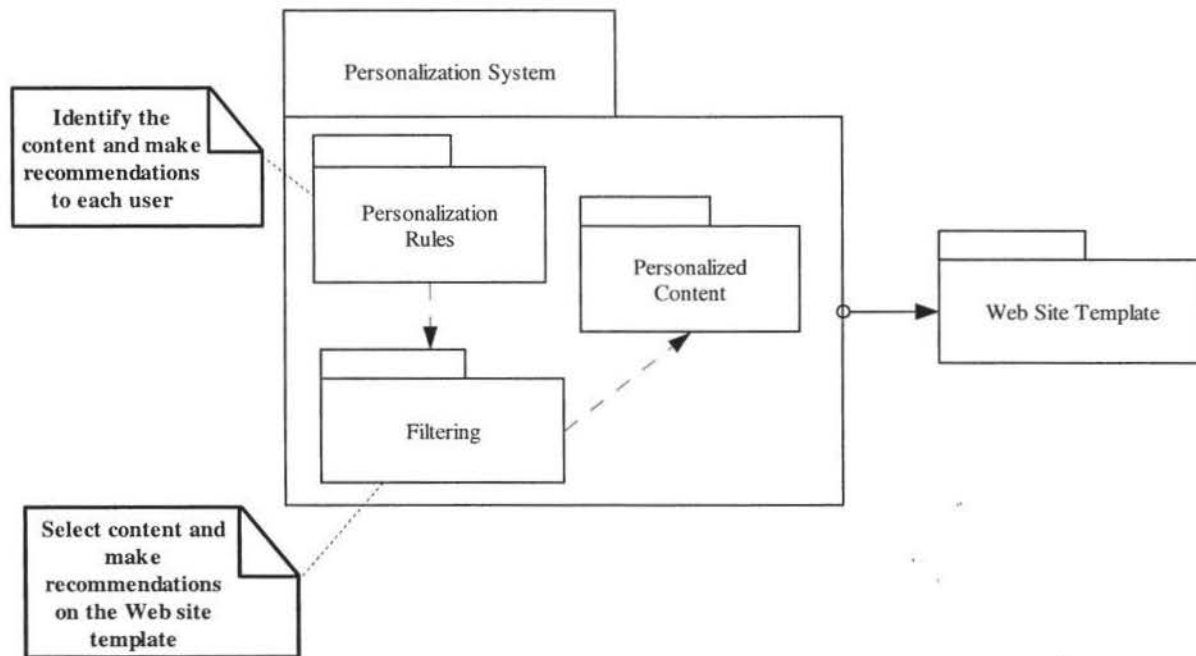 Personalization System
Identify the
content and make
recommendations
to each user
Personalization
Rules
Personalized
Content
Web Site Template
Filtering
Select content and
make
recommendations
on the Web site
template